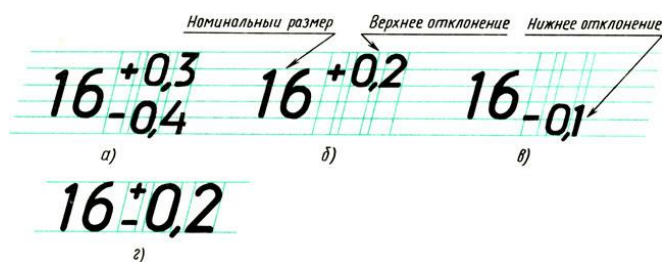 Номинальный размер Верхнее отклонение Нижнее отклонение
16 +0,3 -0,4 16 +0,2 16 -0,1
а) б) в)
16±0,2
г)